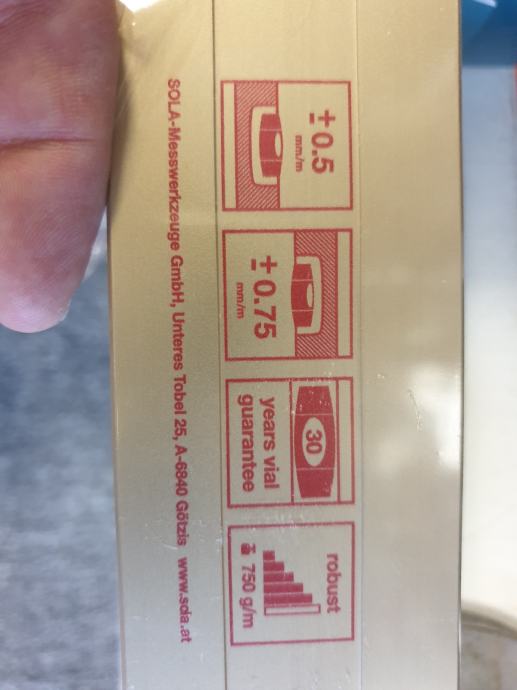 ±0.5
mm/m
±0.75
mm/m
30
years vial
guarantee
robust
750 g/m
SOLA-Messwerkzeuge GmbH, Unteres Tobel 25, A-6840 Götzis www.sola.at